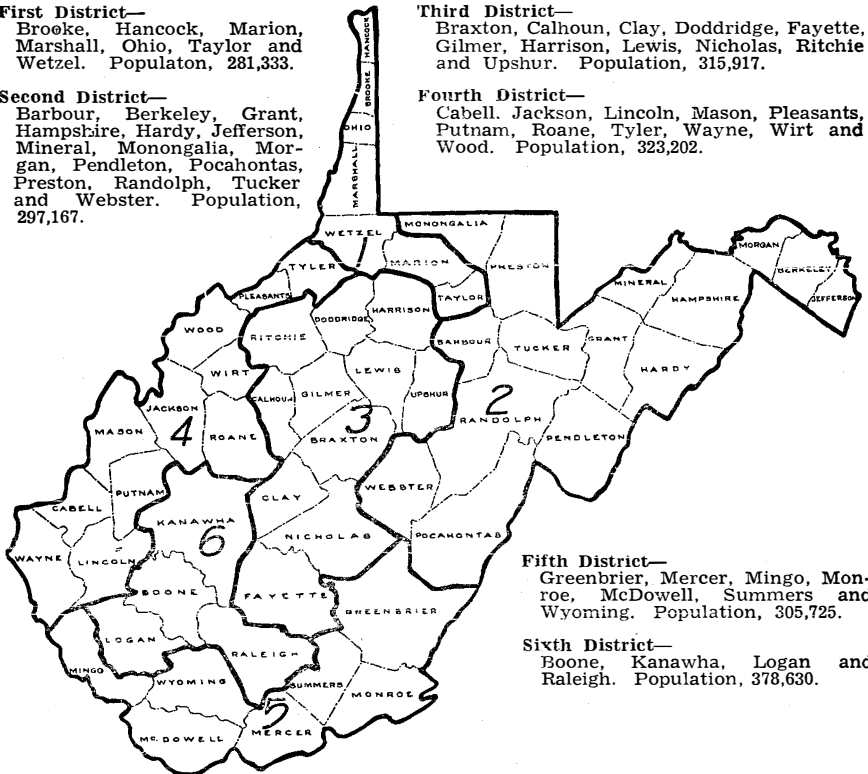 First District—
Brooke, Hancock, Marion,
Marshall, Ohio, Taylor and
Wetzel. Populaton, 281,333.
Second District—
Barbour, Berkeley, Grant,
Hampshire, Hardy, Jefferson,
Mineral, Monongalia, Mor-
gan, Pendleton, Pocahontas,
Preston, Randolph, Tucker
and Webster. Population,
297,167.
Third District—
Braxton, Calhoun, Clay, Doddridge, Fayette,
Gilmer, Harrison, Lewis, Nicholas, Ritchie
and Upshur. Population, 315,917.
Fourth District—
Cabell. Jackson, Lincoln, Mason, Pleasants,
Putnam, Roane, Tyler, Wayne, Wirt and
Wood. Population, 323,202.
HANCOCK
BROOKE
OHIO
MARSHALL
WETZEL
MONONGALIA
MARION
PRESTON
TYLER
PLEASANTS
TAYLOR
MORGAN
BERKELEY
JEFFERSON
MINERAL
HAMPSHIRE
WOOD
RITCHIE
DODDRIDGE
HARRISON
BARBOUR
TUCKER
GRANT
HARDY
WIRT
CALHOUN
GILMER
LEWIS
UPSHUR
2
RANDOLPH
PENDLETON
JACKSON
4
ROANE
3
BRAXTON
MASON
PUTNAM
CABELL
KANAWHA
6
CLAY
WEBSTER
NICHOLAS
POCAHONTAS
WAYNE
LINCOLN
BOONE
FAYETTE
GREENBRIER
LOGAN
RALEIGH
MINGO
WYOMING
SUMMERS
MONROE
5
MCDOWELL
MERCER
Fifth District—
Greenbrier, Mercer, Mingo, Mon-
roe, McDowell, Summers and
Wyoming. Population, 305,725.
Sixth District—
Boone, Kanawha, Logan and
Raleigh. Population, 378,630.